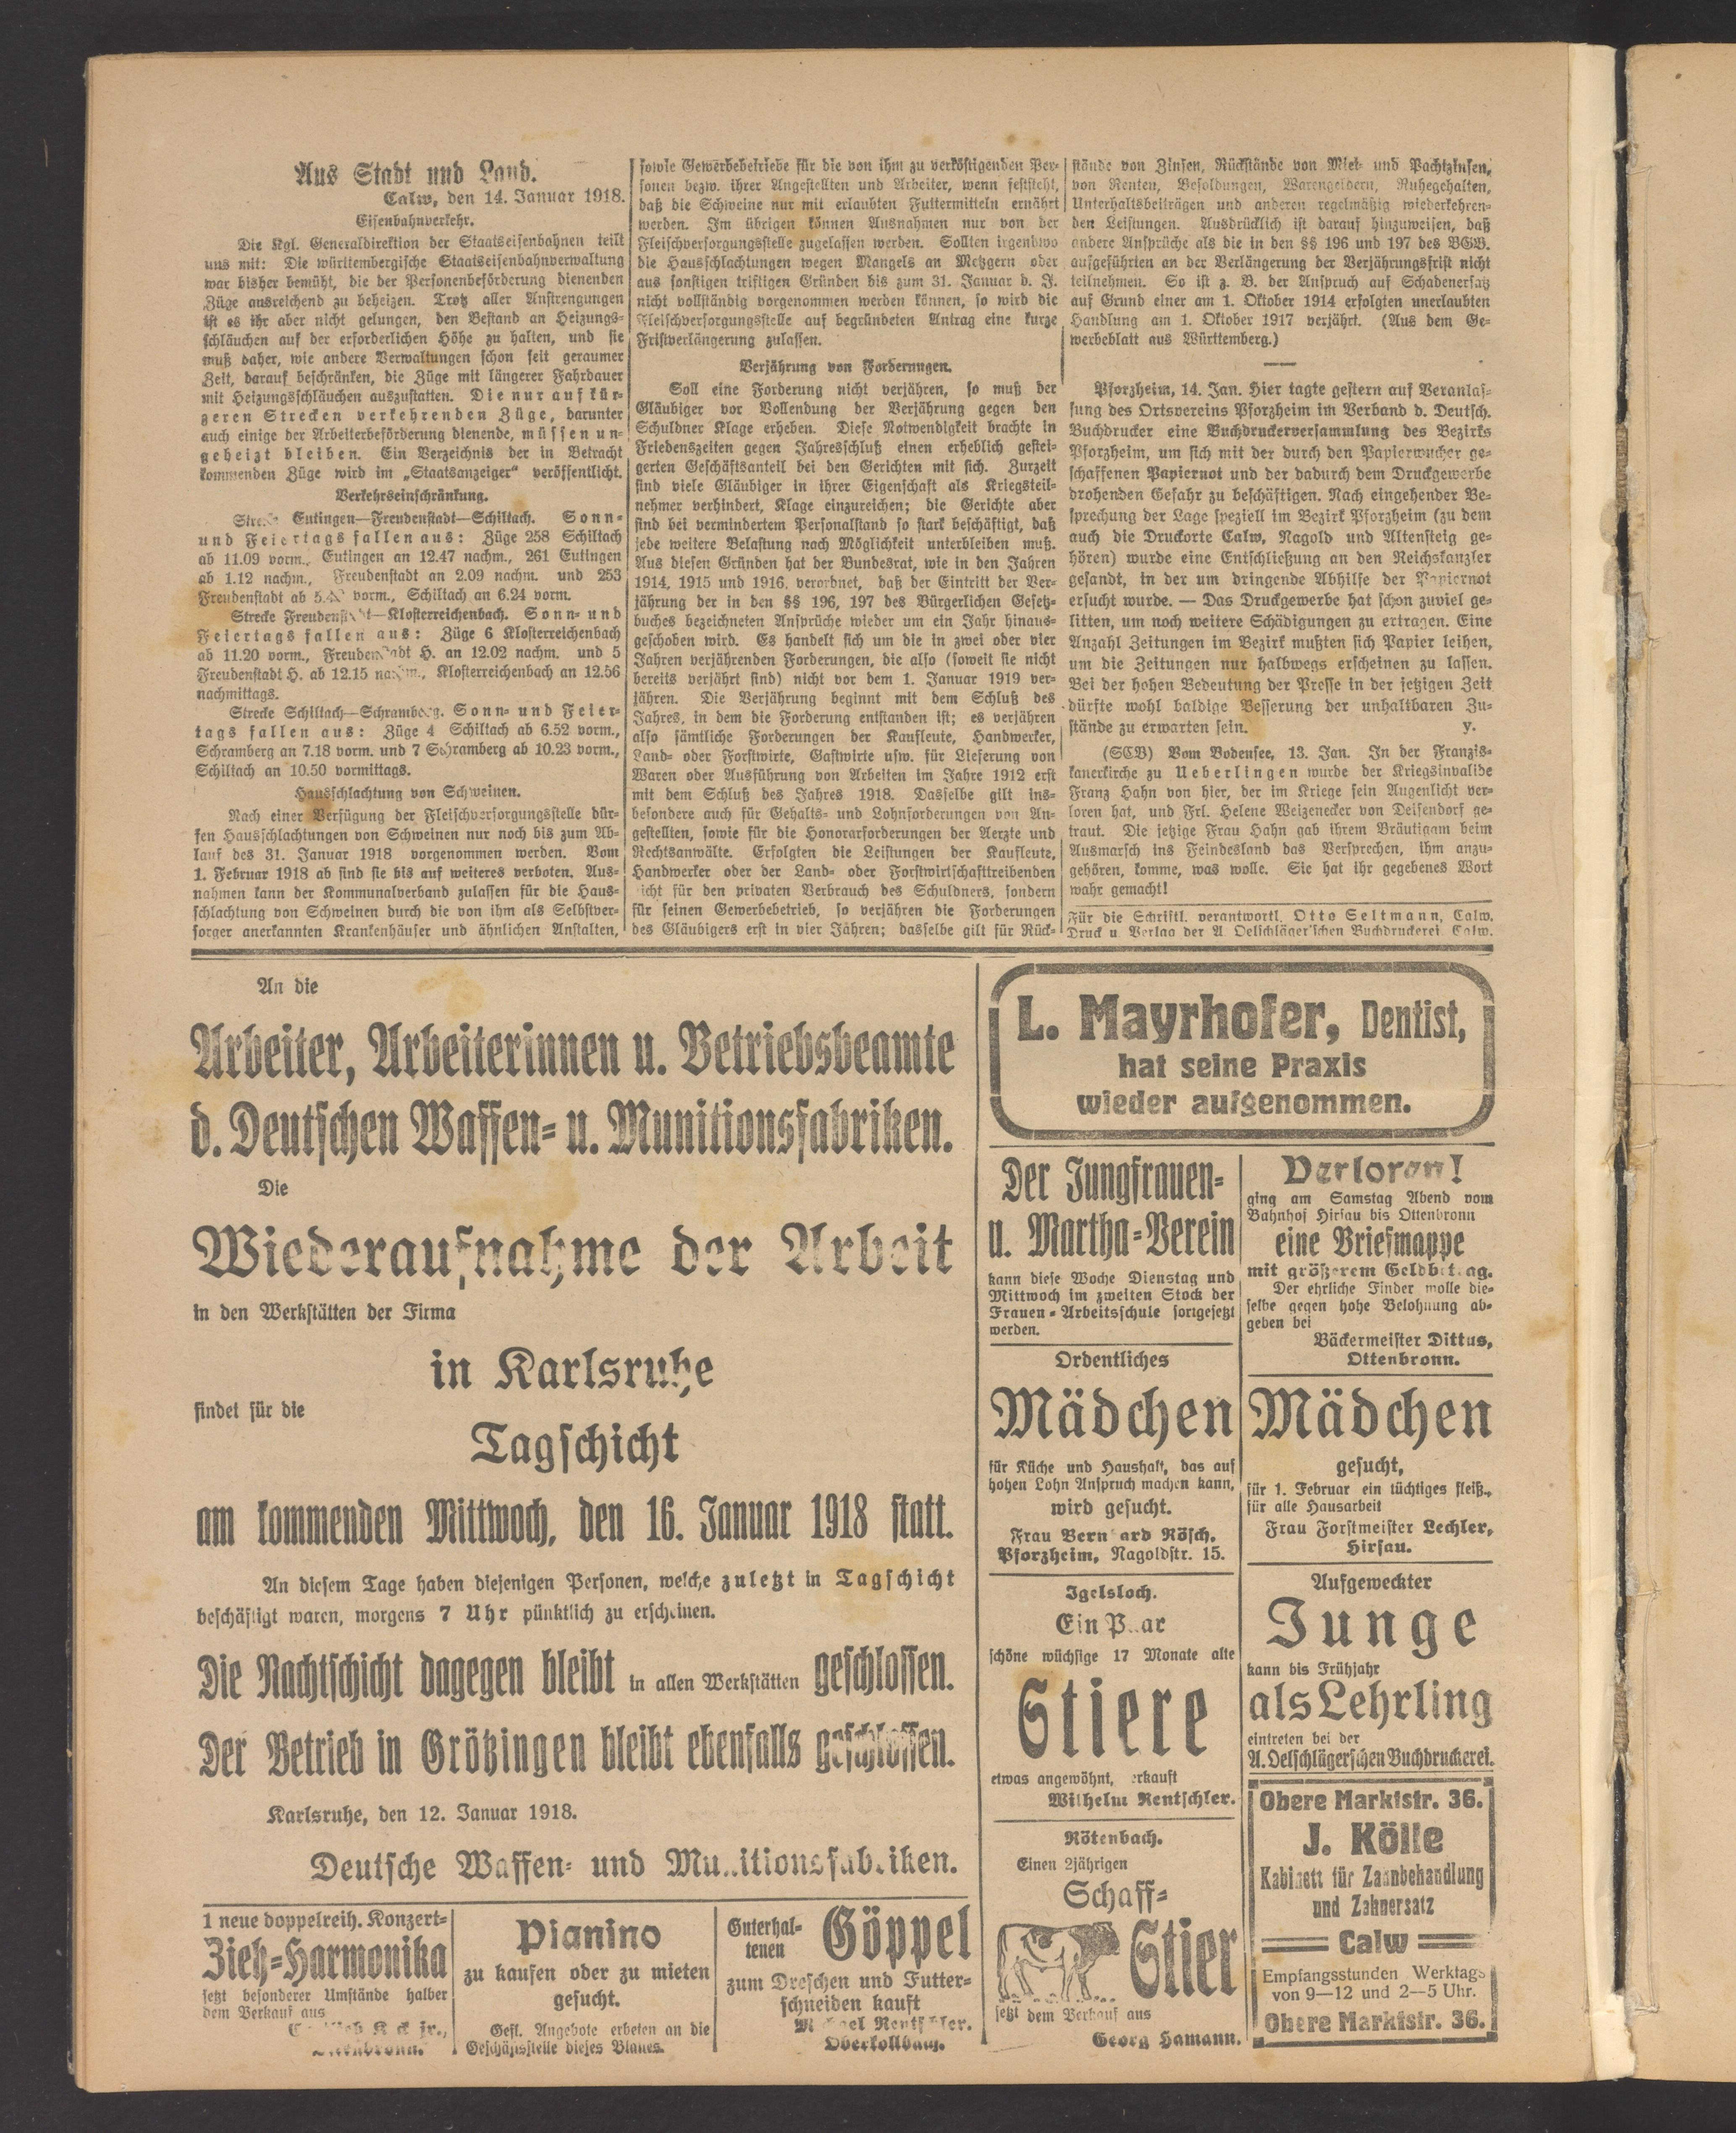 Aus Stadt und Land.
Calw, den 14. Januar 1918.
Eisenbahnverkehr.
Die Kgl. Generaldirektion der Staatseisenbahnen teilt
uns mit: Die württembergische Staatseisenbahnverwaltung
war bisher bemüht, die der Personenbeförderung dienenden
Züge ausreichend zu beheizen. Trotz aller Anstrengungen
ist es ihr aber nicht gelungen, den Bestand an Heizungs-
schläuchen auf der erforderlichen Höhe zu halten, und sie
muß daher, wie andere Verwaltungen schon seit geraumer
Zeit, darauf beschränken, die Züge mit längerer Fahrdauer
mit Heizungsschläuchen auszustatten. Die nur auf kür-
zeren Strecken verkehrenden Züge, darunter
auch einige der Arbeiterbeförderung dienende, müssen un-
geheizt bleiben. Ein Verzeichnis der in Betracht
kommenden Züge wird im „Staatsanzeiger“ veröffentlicht.
Verkehrseinschränkung.
Strecke Eutingen—Freudenstadt—Schiltach. Sonn-
und Feiertags fallen aus: Züge 258 Schiltach
ab 11.09 vorm., Eutingen an 12.47 nachm., 261 Eutingen
ab 1.12 nachm., Freudenstadt an 2.09 nachm. und 253
Freudenstadt ab vorm., Schiltach an 6.24 vorm.
Strecke Freudenstadt—Klosterreichenbach. Sonn- und
Feiertags fallen aus: Züge 6 Klosterreichenbach
ab 11.20 vorm., Freudenstadt H. an 12.02 nachm. und 5
Freudenstadt H. ab 12.15 nachm., Klosterreichenbach an 12.56
nachmittags.
Strecke Schiltach—Schramberg. Sonn- und Feier-
tags fallen aus: Züge 4 Schiltach ab 6.52 vorm.,
Schramberg an 7.18 vorm. und 7 Schramberg ab 10.23 vorm.,
Schiltach an 10.50 vormittags.
Hausschlachtung von Schweinen.
Nach einer Verfügung der Fleischversorgungsstelle dür-
fen Hausschlachtungen von Schweinen nur noch bis zum Ab-
lauf des 31. Januar 1918 vorgenommen werden. Vom
1. Februar 1918 ab sind sie bis auf weiteres verboten. Aus-
nahmen kann der Kommunalverband zulassen für die Haus-
schlachtung von Schweinen durch die von ihm als Selbstver-
sorger anerkannten Krankenhäuser und ähnlichen Anstalten,
sowie Gewerbebetriebe für die von ihm zu verköstigenden Per-
sonen bezw. ihrer Angestellten und Arbeiter, wenn feststeht,
daß die Schweine nur mit erlaubten Futtermitteln ernährt
werden. Im übrigen können Ausnahmen nur von der
Fleischversorgungsstelle zugelassen werden. Sollten irgendwo
die Hausschlachtungen wegen Mangels an Metzgern oder
aus sonstigen triftigen Gründen bis zum 31. Januar d. J.
nicht vollständig vorgenommen werden können, so wird die
Fleischversorgungsstelle auf begründeten Antrag eine kurze
Fristverlängerung zulassen.
Verjährung von Forderungen.
Soll eine Forderung nicht verjähren, so muß der
Gläubiger vor Vollendung der Verjährung gegen den
Schuldner Klage erheben. Diese Notwendigkeit brachte in
Friedenszeiten gegen Jahresschluß einen erheblich gestei-
gerten Geschäftsanteil bei den Gerichten mit sich. Zurzeit
sind viele Gläubiger in ihrer Eigenschaft als Kriegsteil-
nehmer verhindert, Klage einzureichen; die Gerichte aber
sind bei vermindertem Personalstand so stark beschäftigt, daß
jede weitere Belastung nach Möglichkeit unterbleiben muß.
Aus diesen Gründen hat der Bundesrat, wie in den Jahren
1914, 1915 und 1916, verordnet, daß der Eintritt der Ver-
jährung der in den §§ 196, 197 des Bürgerlichen Gesetz-
buches bezeichneten Ansprüche wieder um ein Jahr hinaus-
geschoben wird. Es handelt sich um die in zwei oder vier
Jahren verjährenden Forderungen, die also (soweit sie nicht
bereits verjährt sind) nicht vor dem 1. Januar 1919 ver-
jähren. Die Verjährung beginnt mit dem Schluß des
Jahres, in dem die Forderung entstanden ist; es verjähren
also sämtliche Forderungen der Kaufleute, Handwerker,
Land- oder Forstwirte, Gastwirte usw. für Lieferung von
Waren oder Ausführung von Arbeiten im Jahre 1912 erst
mit dem Schluß des Jahres 1918. Dasselbe gilt ins-
besondere auch für Gehalts- und Lohnforderungen von An-
gestellten, sowie für die Honorarforderungen der Aerzte und
Rechtsanwälte. Erfolgten die Leistungen der Kaufleute,
Handwerker oder der Land- oder Forstwirtschafttreibenden
nicht für den privaten Verbrauch des Schuldners, sondern
für seinen Gewerbebetrieb, so verjähren die Forderungen
des Gläubigers erst in vier Jahren; dasselbe gilt für Rück-
stände von Zinsen, Rückstände von Miet- und Pachtzinsen,
von Renten, Besoldungen, Warengeldern, Ruhegehalten,
Unterhaltsbeiträgen und anderen regelmäßig wiederkehren-
den Leistungen. Ausdrücklich ist darauf hinzuweisen, daß
andere Ansprüche als die in den §§ 196 und 197 des BGB.
aufgeführten an der Verlängerung der Verjährungsfrist nicht
teilnehmen. So ist z. B. der Anspruch auf Schadenersatz
auf Grund einer am 1. Oktober 1914 erfolgten unerlaubten
Handlung am 1. Oktober 1917 verjährt. (Aus dem Ge-
werbeblatt aus Württemberg.)
Pforzheim, 14. Jan. Hier tagte gestern auf Veranlas-
sung des Ortsvereins Pforzheim im Verband d. Deutsch.
Buchdrucker eine Buchdruckerversammlung des Bezirks
Pforzheim, um sich mit der durch den Papierwucher ge-
schaffenen Papiernot und der dadurch dem Druckgewerbe
drohenden Gefahr zu beschäftigen. Nach eingehender Be-
sprechung der Lage speziell im Bezirk Pforzheim (zu dem
auch die Druckorte Calw, Nagold und Altensteig ge-
hören) wurde eine Entschließung an den Reichskanzler
gesandt, in der um dringende Abhilfe der Papiernot
ersucht wurde. — Das Druckgewerbe hat schon zuviel ge-
litten, um noch weitere Schädigungen zu ertragen. Eine
Anzahl Zeitungen im Bezirk mußten sich Papier leihen,
um die Zeitungen nur halbwegs erscheinen zu lassen.
Bei der hohen Bedeutung der Presse in der jetzigen Zeit
dürfte wohl baldige Besserung der unhaltbaren Zu-
stände zu erwarten sein. y.
(SCB) Vom Bodensee, 13. Jan. In der Franzis-
kanerkirche zu Ueberlingen wurde der Kriegsinvalide
Franz Hahn von hier, der im Kriege sein Augenlicht ver-
loren hat, und Frl. Helene Weizenecker von Deisendorf ge-
traut. Die jetzige Frau Hahn gab ihrem Bräutigam beim
Ausmarsch ins Feindesland das Versprechen, ihm anzu-
gehören, komme, was wolle. Sie hat ihr gegebenes Wort
wahr gemacht!
Für die Schriftl. verantwortl. Otto Seltmann, Calw.
Druck u. Verlag der A. Oelschläger'schen Buchdruckerei Calw.
An die
Arbeiter, Arbeiterinnen u. Betriebsbeamte
d. Deutschen Waffen- u. Munitionsfabriken.
Die
Wiederaufnahme der Arbeit
in den Werkstätten der Firma
in Karlsruhe
findet für die
Tagschicht
am kommenden Mittwoch, den 16. Januar 1918 statt.
An diesem Tage haben diejenigen Personen, welche zuletzt in Tagschicht
beschäftigt waren, morgens 7 Uhr pünktlich zu erscheinen.
Die Nachtschicht dagegen bleibt in allen Werkstätten geschlossen.
Der Betrieb in Grötzingen bleibt ebenfalls geschlossen.
Karlsruhe, den 12. Januar 1918.
Deutsche Waffen- und Munitionsfabriken.
1 neue doppelreih. Konzert-
Zieh-Harmonika
setzt besonderer Umstände halber
dem Verkauf aus
jr.,
Pianino
zu kaufen oder zu mieten
gesucht.
Gefl. Angebote erbeten an die
Geschäftsstelle dieses Blattes.
Guterhal-
tenen Göppel
zum Dreschen und Futter-
schneiden kauft
Michael Rentschler.
Oberkollbach.
L. Mayrhofer, Dentist,
hat seine Praxis
wieder aufgenommen.
Der Jungfrauen-
u. Martha-Verein
kann diese Woche Dienstag und
Mittwoch im zweiten Stock der
Frauen-Arbeitsschule fortgesetzt
werden.
Ordentliches
Mädchen
für Küche und Haushalt, das auf
hohen Lohn Anspruch machen kann,
wird gesucht.
Frau Bernhard Rösch,
Pforzheim, Nagoldstr. 15.
Igelsloch.
Ein Paar
schöne wüchsige 17 Monate alte
Stiere
etwas angewöhnt, verkauft
Wilhelm Rentschler.
Rötenbach.
Einen 2jährigen
Schaff-
Stier
setzt dem Verkauf aus
Georg Hamann.
Verloren!
ging am Samstag Abend vom
Bahnhof Hirsau bis Ottenbronn
eine Briefmappe
mit größerem Geldbetrag.
Der ehrliche Finder wolle die-
selbe gegen hohe Belohnung ab-
geben bei
Bäckermeister Dittus,
Ottenbronn.
Mädchen
gesucht,
für 1. Februar ein tüchtiges fleiß.,
für alle Hausarbeit
Frau Forstmeister Lechler,
Hirsau.
Aufgeweckter
Junge
kann bis Frühjahr
als Lehrling
eintreten bei der
A. Oelschlägerschen Buchdruckerei.
Obere Marktstr. 36.
J. Kölle
Kabinett für Zahnbehandlung
und Zahnersatz
Calw
Empfangsstunden Werktags
von 9—12 und 2—5 Uhr.
Obere Marktstr. 36.